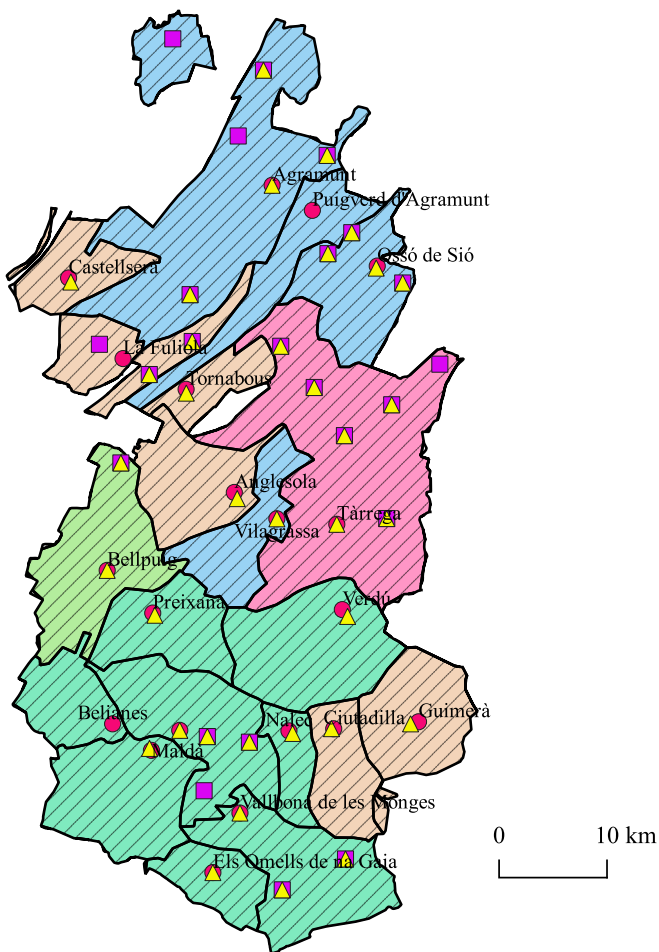 Agramunt
Puigverd d'Agramunt
Ossó de Sió
Castellserà
La Fuliola
Tornabous
Anglesola
Vilagrassa
Tàrrega
Bellpuig
Preixana
Verdú
Belianes
Nalec
Ciutadilla
Guimerà
Maldà
Vallbona de les Monges
0 10 km
Els Omells de na Gaia